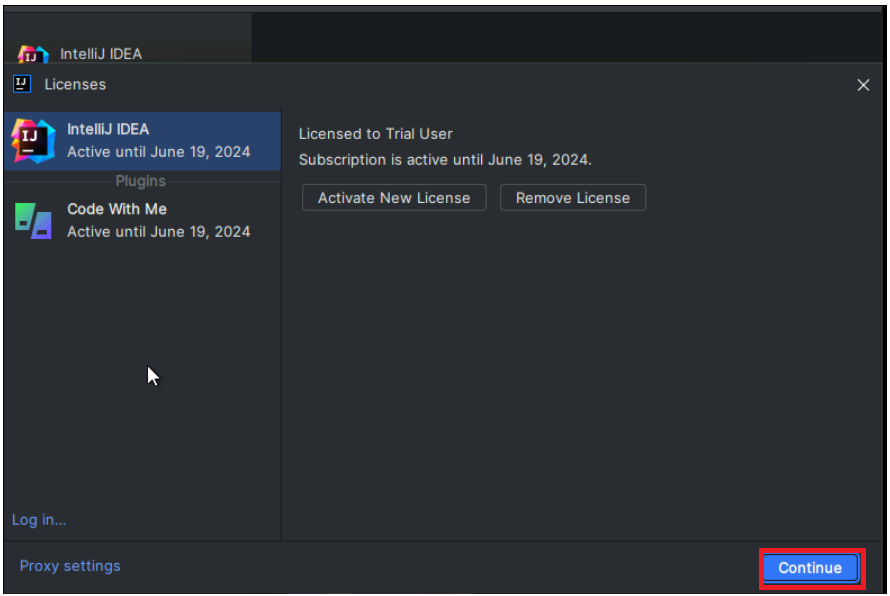 IntelliJ IDEA
Licenses
IntelliJ IDEA
Active until June 19, 2024
Plugins
Code With Me
Active until June 19, 2024
Log in...
Licensed to Trial User
Subscription is active until June 19, 2024.
Activate New License
Remove License
Proxy settings
Continue